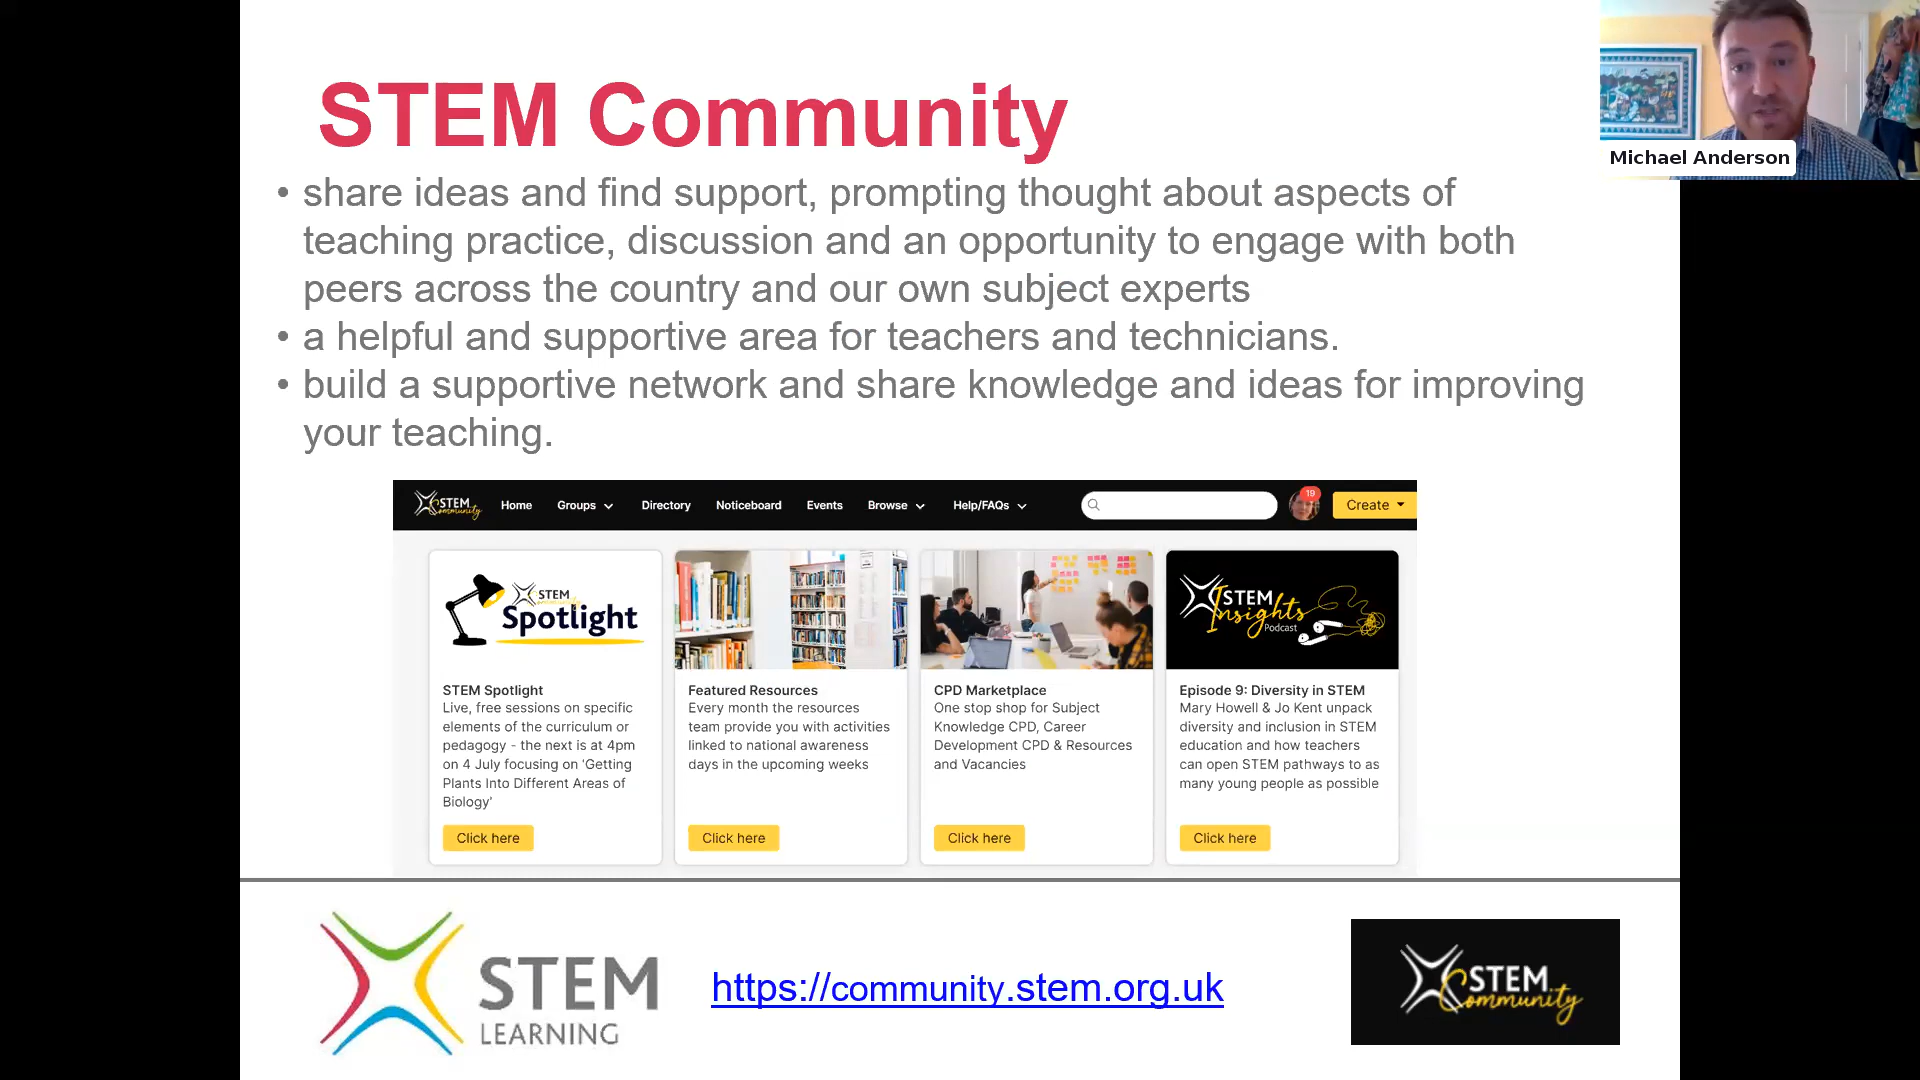 STEM Community
Michael Anderson
• share ideas and find support, prompting thought about aspects of
teaching practice, discussion and an opportunity to engage with both
peers across the country and our own subject experts
• a helpful and supportive area for teachers and technicians.
• build a supportive network and share knowledge and ideas for improving
your teaching.
STEM Community
Home Groups Directory Noticeboard Events Browse Help/FAQs 19 Create
STEM Community
Spotlight
STEM Spotlight
Live, free sessions on specific
elements of the curriculum or
pedagogy - the next is at 4pm
on 4 July focusing on 'Getting
Plants Into Different Areas of
Biology'
Click here
Featured Resources
Every month the resources
team provide you with activities
linked to national awareness
days in the upcoming weeks
Click here
CPD Marketplace
One stop shop for Subject
Knowledge CPD, Career
Development CPD & Resources
and Vacancies
Click here
STEM
Insights
Podcast
Episode 9: Diversity in STEM
Mary Howell & Jo Kent unpack
diversity and inclusion in STEM
education and how teachers
can open STEM pathways to as
many young people as possible
Click here
STEM
LEARNING
https://community.stem.org.uk
STEM
Community